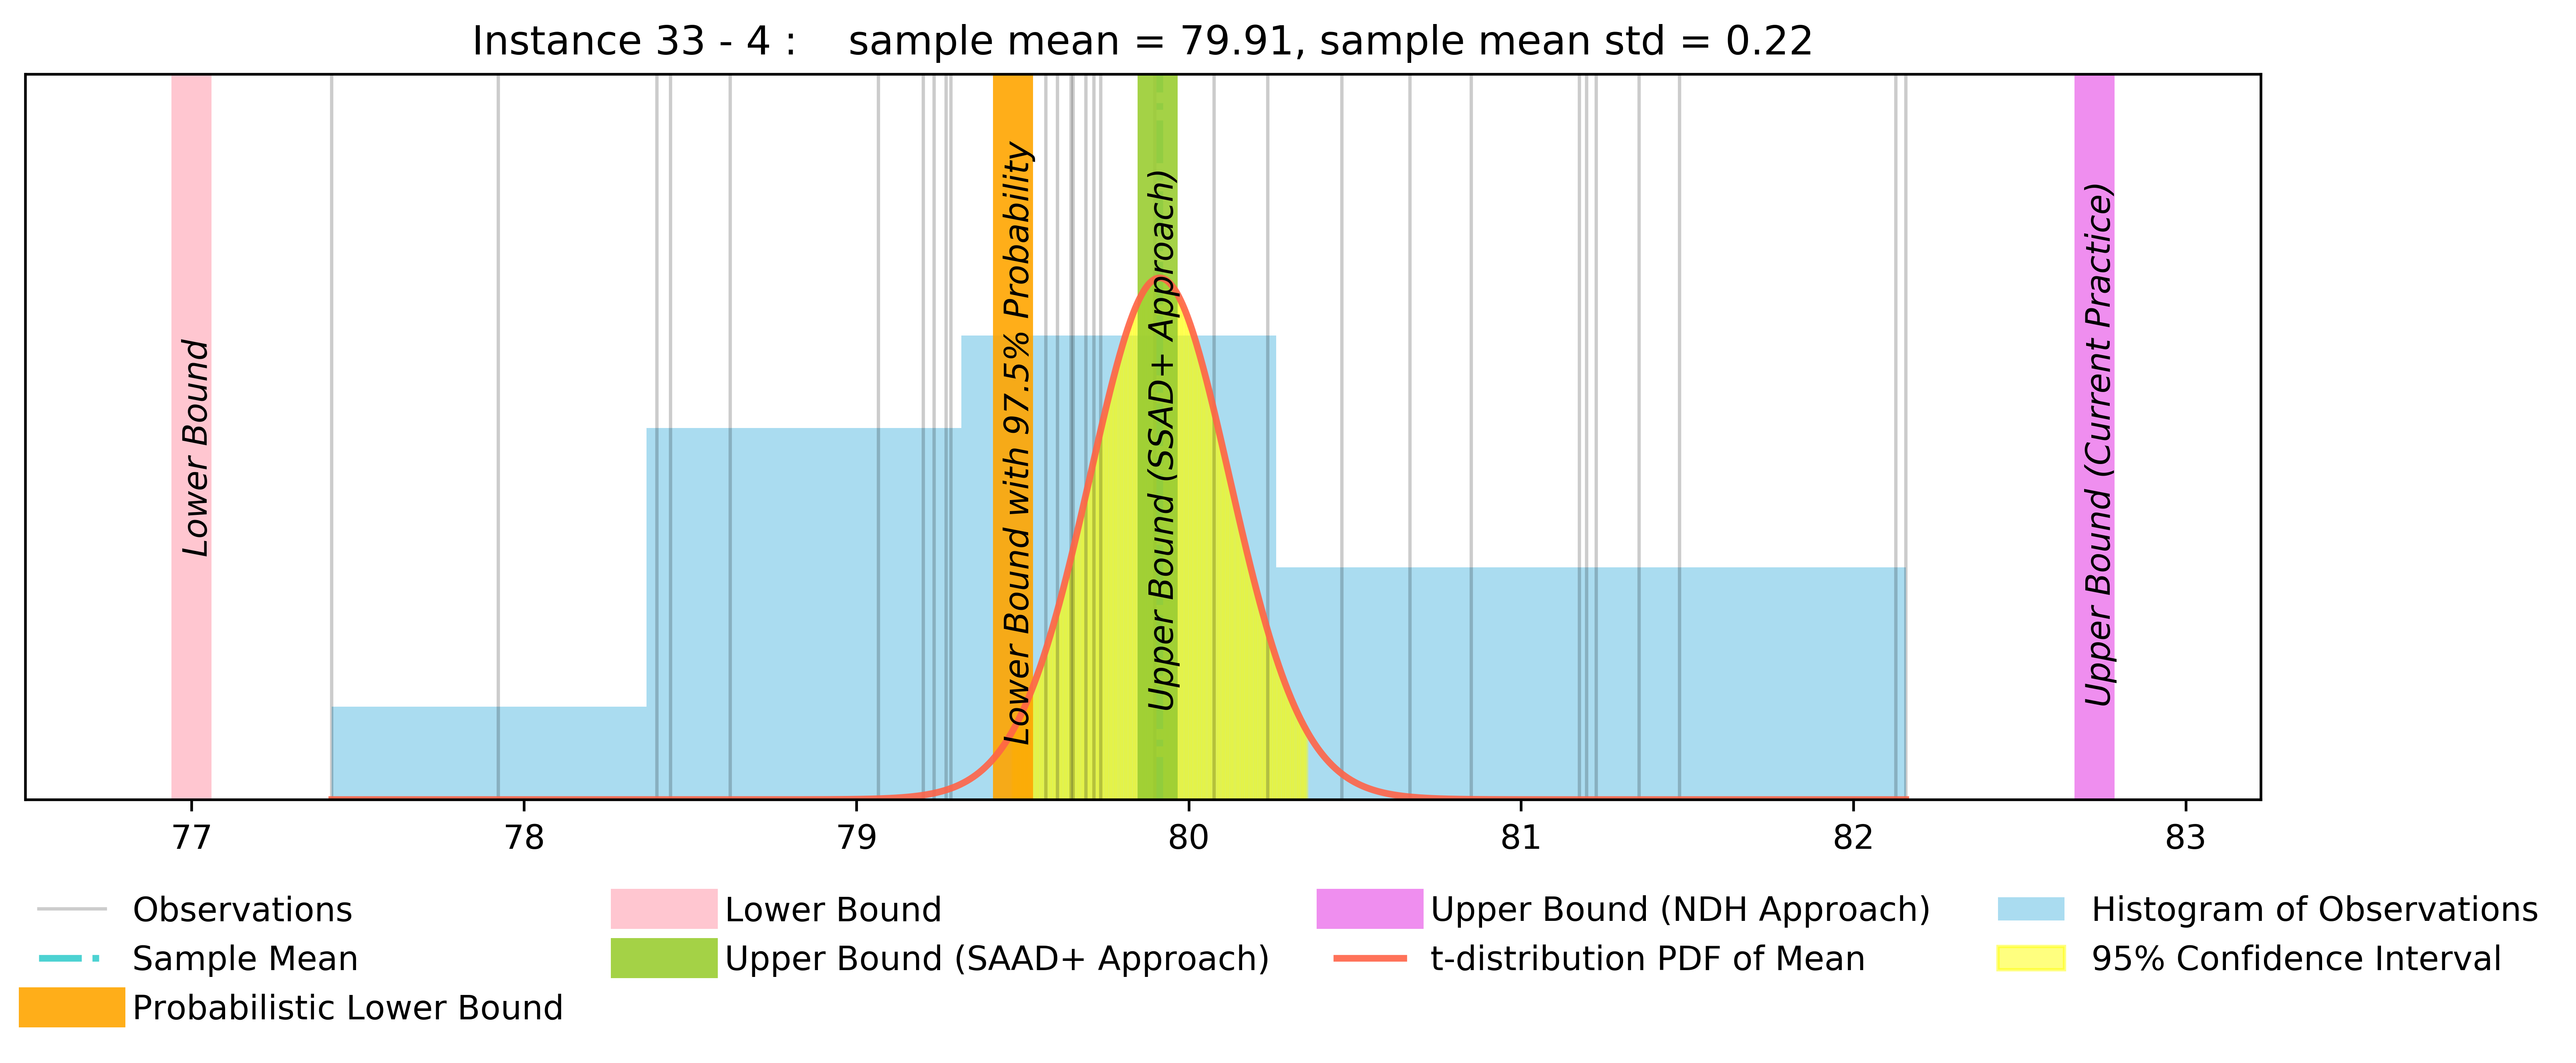 Instance 33 - 4 :    sample mean = 79.91, sample mean std = 0.22
Lower Bound
Lower Bound with 97.5% Probability
Upper Bound (SSAD+ Approach)
Upper Bound (Current Practice)
77 78 79 80 81 82 83
Observations
Sample Mean
Probabilistic Lower Bound
Lower Bound
Upper Bound (SAAD+ Approach)
Upper Bound (NDH Approach)
t-distribution PDF of Mean
Histogram of Observations
95% Confidence Interval